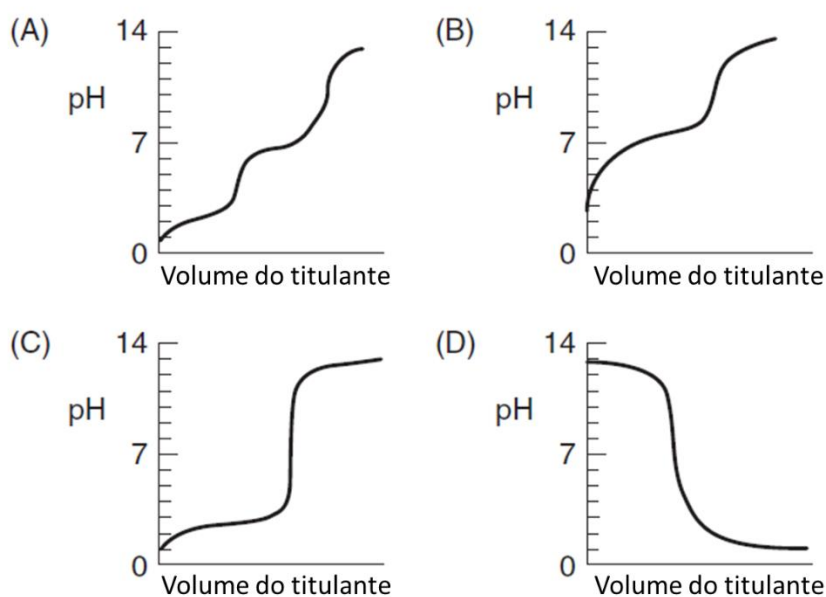 (A)
14
pH
7
0
Volume do titulante
(B)
14
pH
7
0
Volume do titulante
(C)
14
pH
7
0
Volume do titulante
(D)
14
pH
7
0
Volume do titulante